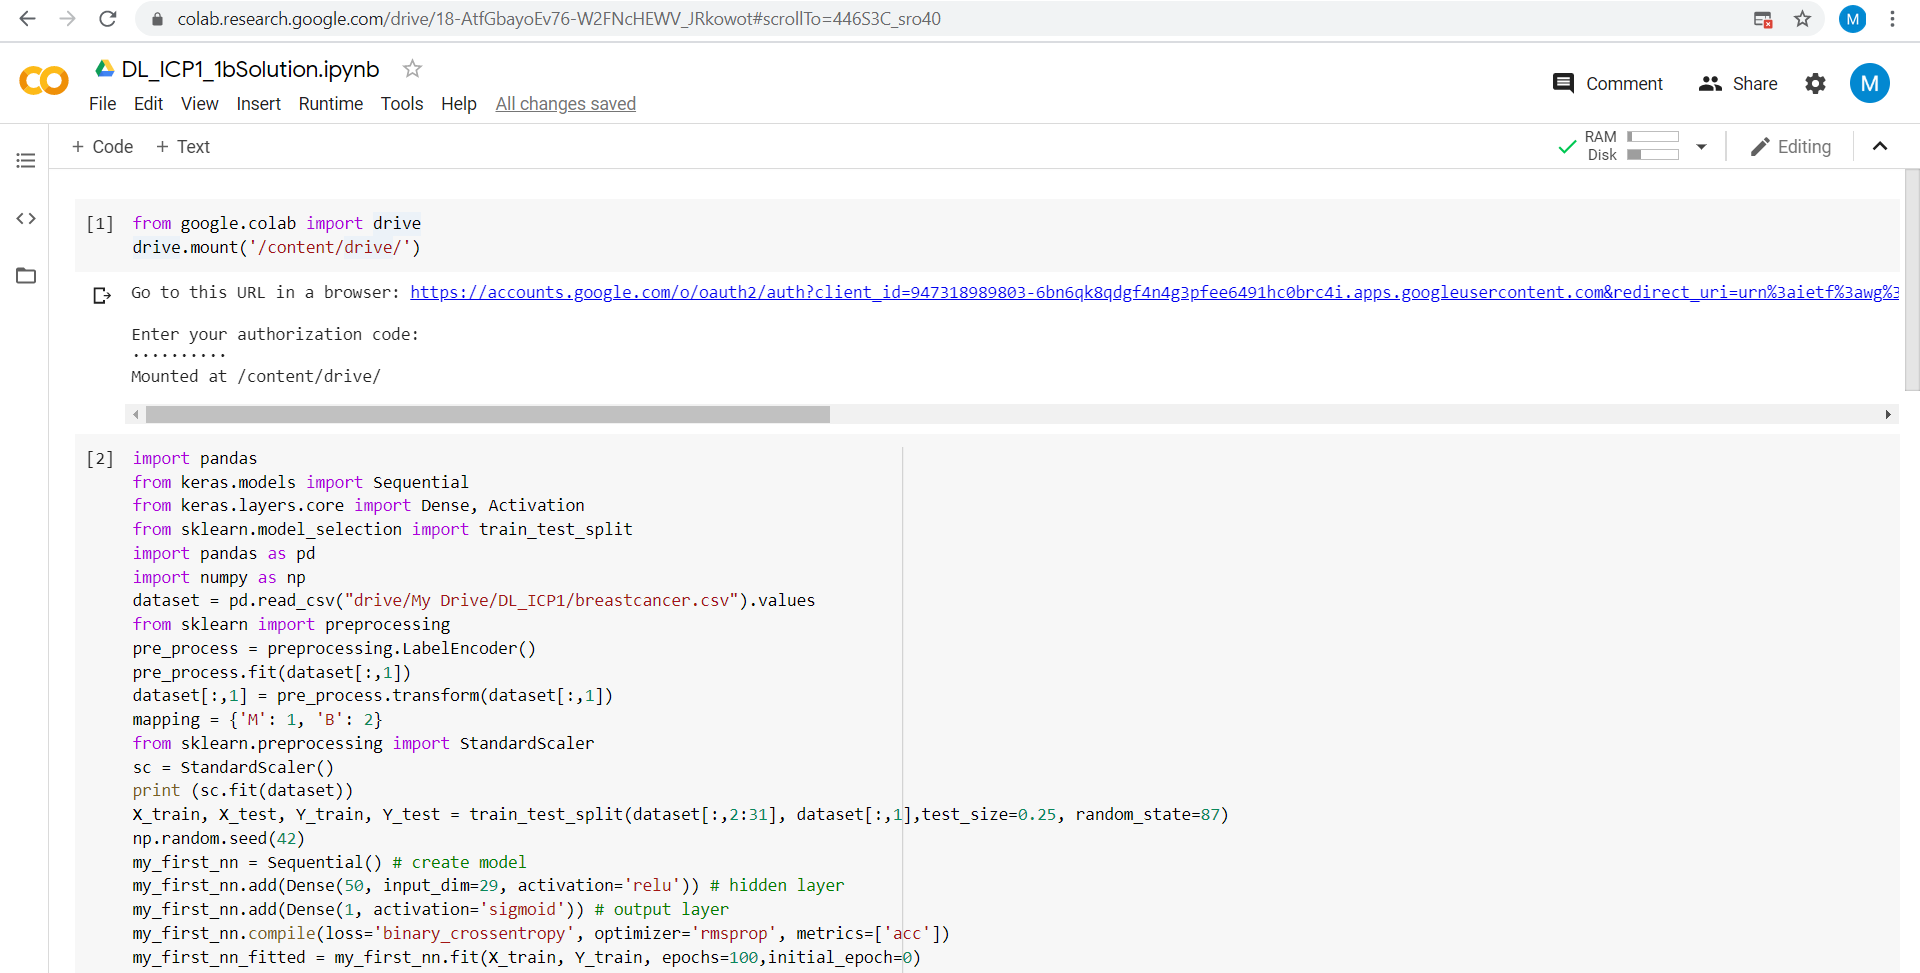 colab.research.google.com/drive/18-AtfGbayoEv76-W2FNcHEWV_JRkowot#scrollTo=446S3C_sro40
M
DL_ICP1_1bSolution.ipynb
File Edit View Insert Runtime Tools Help All changes saved
Comment Share M
+ Code + Text
RAM
Disk
Editing
[1] from google.colab import drive
drive.mount('/content/drive/')
Go to this URL in a browser: https://accounts.google.com/o/oauth2/auth?client_id=947318989803-6bn6qk8qdgf4n4g3pfee6491hc0brc4i.apps.googleusercontent.com&redirect_uri=urn%3aietf%3awg%3
Enter your authorization code:
··········
Mounted at /content/drive/
[2] import pandas
from keras.models import Sequential
from keras.layers.core import Dense, Activation
from sklearn.model_selection import train_test_split
import pandas as pd
import numpy as np
dataset = pd.read_csv("drive/My Drive/DL_ICP1/breastcancer.csv").values
from sklearn import preprocessing
pre_process = preprocessing.LabelEncoder()
pre_process.fit(dataset[:,1])
dataset[:,1] = pre_process.transform(dataset[:,1])
mapping = {'M': 1, 'B': 2}
from sklearn.preprocessing import StandardScaler
sc = StandardScaler()
print (sc.fit(dataset))
X_train, X_test, Y_train, Y_test = train_test_split(dataset[:,2:31], dataset[:,1],test_size=0.25, random_state=87)
np.random.seed(42)
my_first_nn = Sequential() # create model
my_first_nn.add(Dense(50, input_dim=29, activation='relu')) # hidden layer
my_first_nn.add(Dense(1, activation='sigmoid')) # output layer
my_first_nn.compile(loss='binary_crossentropy', optimizer='rmsprop', metrics=['acc'])
my_first_nn_fitted = my_first_nn.fit(X_train, Y_train, epochs=100,initial_epoch=0)